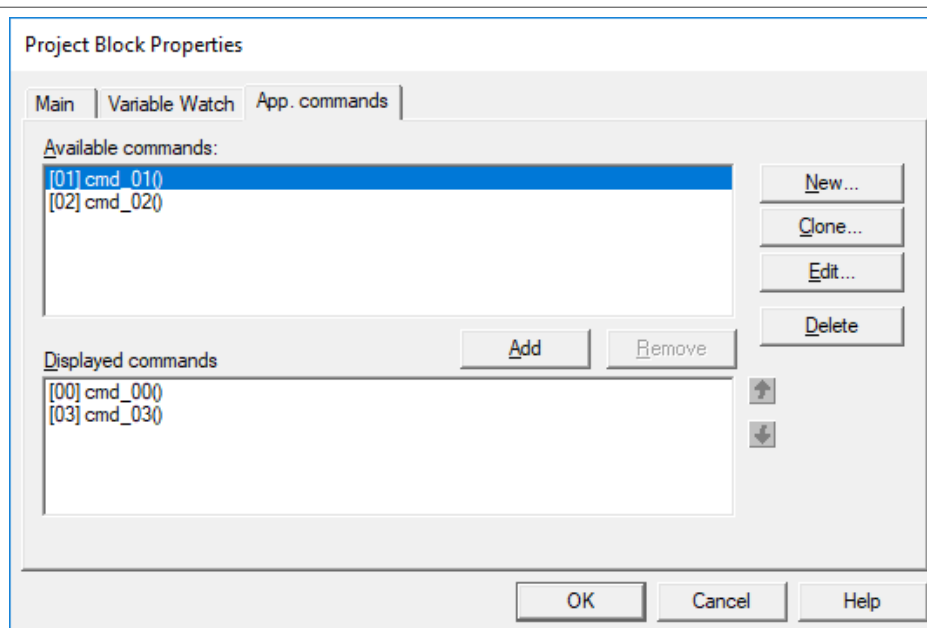 Project Block Properties
Main Variable Watch App. commands
Available commands:
[01] cmd_01()
[02] cmd_02()
New...
Clone...
Edit...
Delete
Add Remove
Displayed commands
[00] cmd_00()
[03] cmd_03()
OK Cancel Help